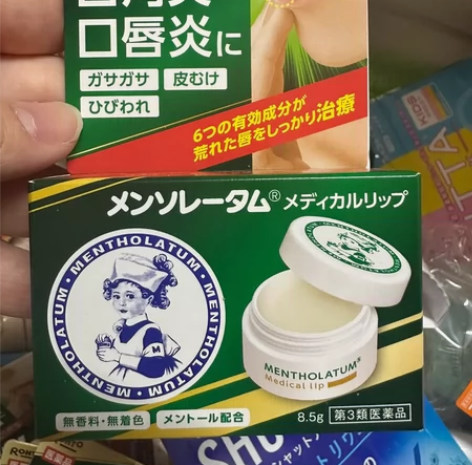 口唇炎に
ガサガサ
皮むけ
ひびわれ
6つの有効成分が
荒れた唇をしっかり治療
メンソレータム® メディカルリップ
MENTHOLATUM · MENTHOLATUM · MENTHOLATUM ·
M
MENTHOLATUM®
Medical lip
無香料・無着色
メントール配合
8.5g 第3類医薬品